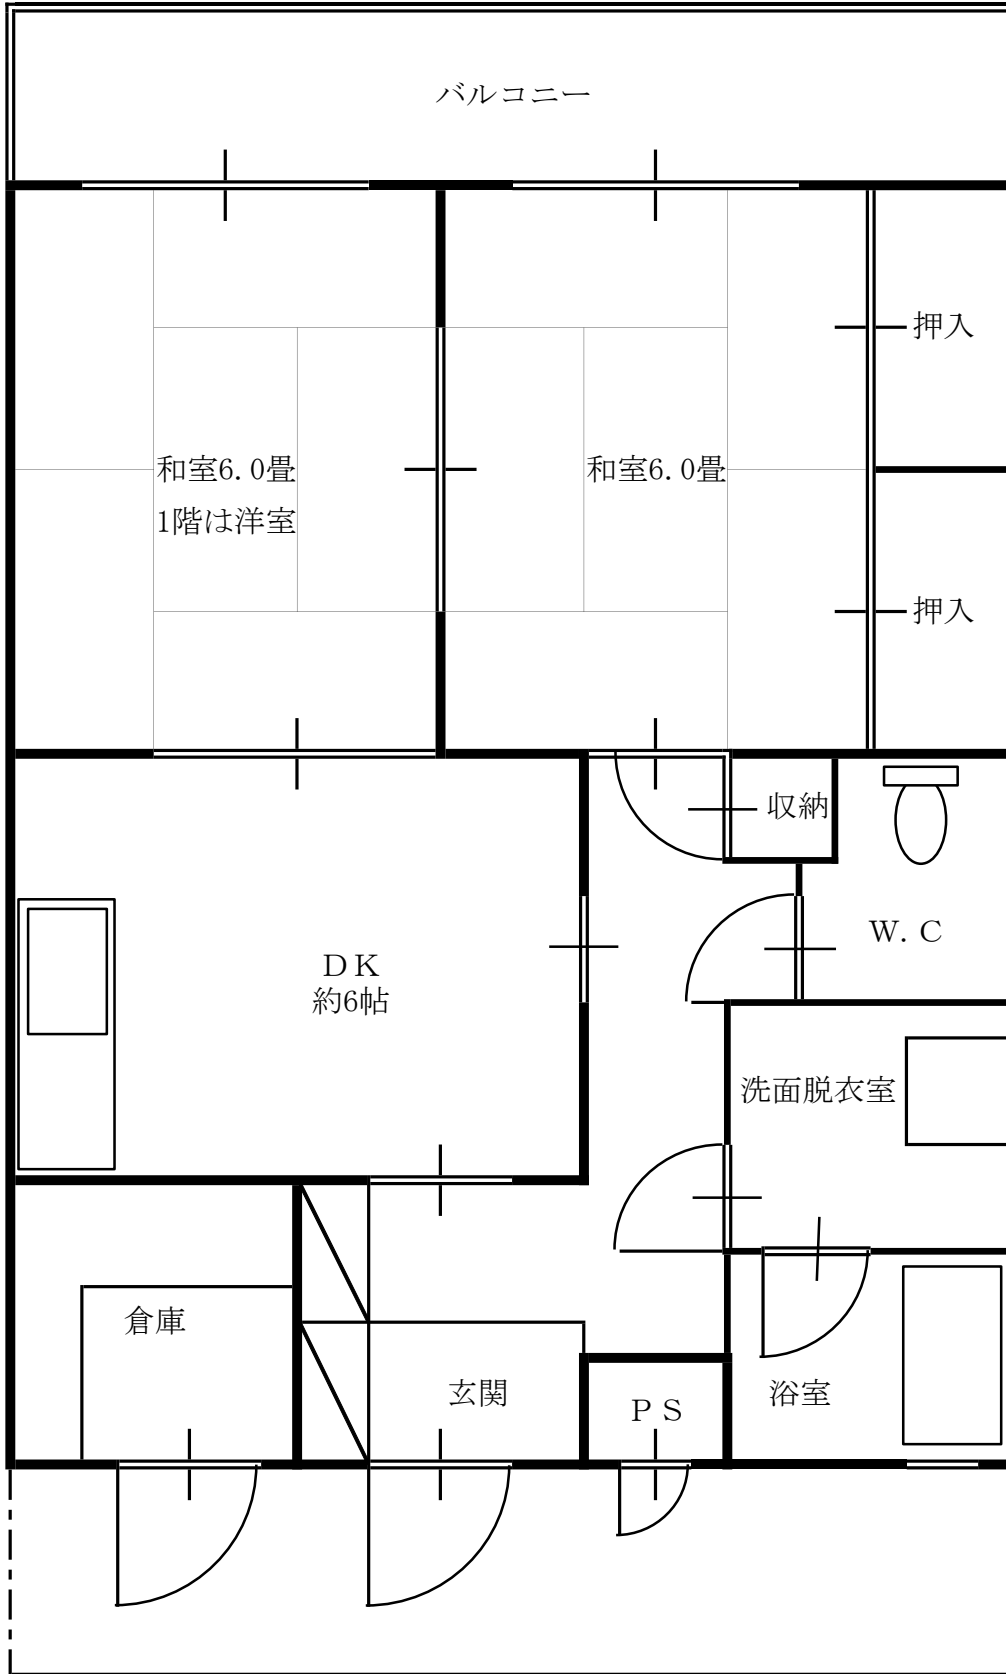 バルコニー
押入
和室6.0畳
1階は洋室
和室6.0畳
押入
収納
W.C
DK
約6帖
洗面脱衣室
倉庫
玄関
PS
浴室